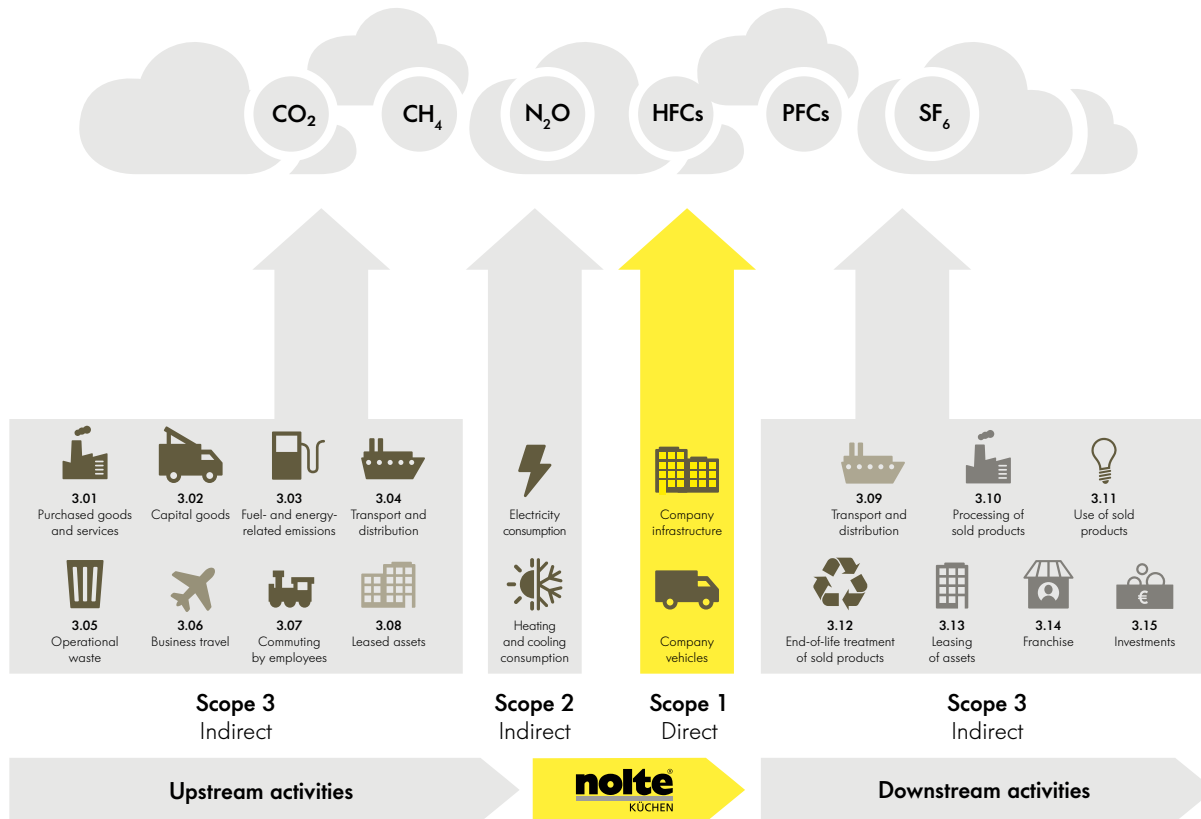 CO₂
CH₄
N₂O
HFCs
PFCs
SF₆
3.01
Purchased goods
and services
3.02
Capital goods
3.03
Fuel- and energy-
related emissions
3.04
Transport and
distribution
3.05
Operational
waste
3.06
Business travel
3.07
Commuting
by employees
3.08
Leased assets
Electricity
consumption
Heating
and cooling
consumption
Company
infrastructure
Company
vehicles
3.09
Transport and
distribution
3.10
Processing of
sold products
3.11
Use of sold
products
3.12
End-of-life treatment
of sold products
3.13
Leasing
of assets
3.14
Franchise
€
3.15
Investments
Scope 3
Indirect
Scope 2
Indirect
Scope 1
Direct
Scope 3
Indirect
Upstream activities
nolte®
KÜCHEN
Downstream activities